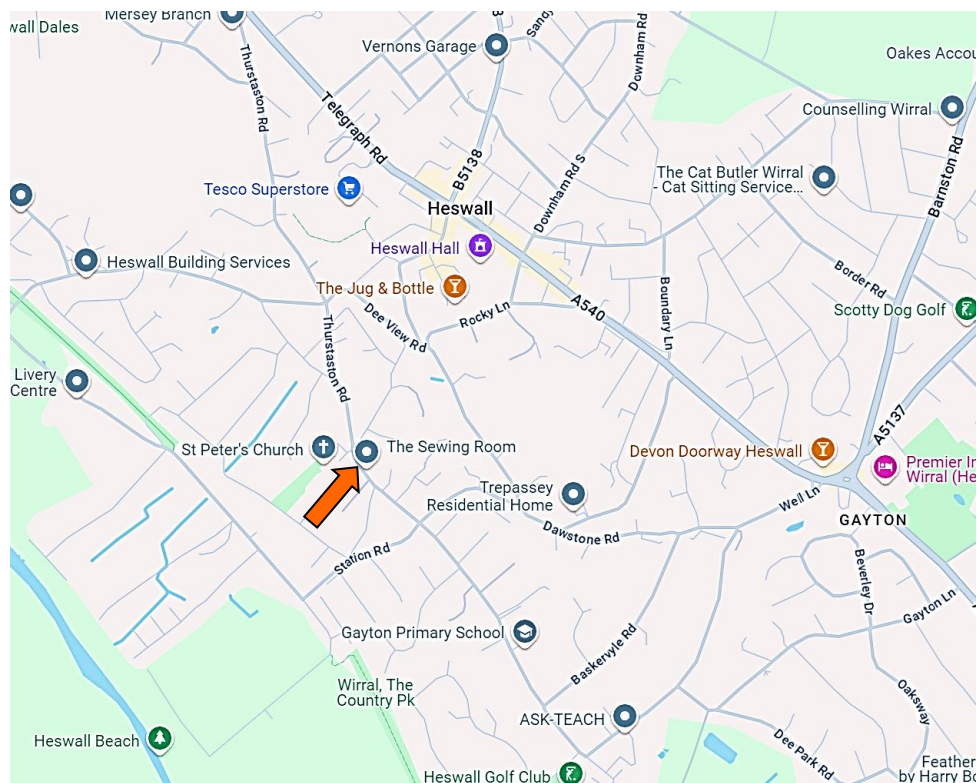 Mersey Branch
wall Dales
Vernons Garage
B
Sandy
Downham Rd
Oakes Accou
Thurstaston Rd
Telegraph Rd
Counselling Wirral
B5138
Tesco Superstore
The Cat Butler Wirral
- Cat Sitting Service...
Barnston Rd
Downham Rd S
Heswall
Heswall Hall
Heswall Building Services
The Jug & Bottle
Border Rd
Boundary Ln
A540
Rocky Ln
Dee View Rd
Scotty Dog Golf
Thurstaston Rd
Livery
Centre
A5137
St Peter's Church
The Sewing Room
Devon Doorway Heswall
Premier In
Wirral (He
Trepassey
Residential Home
Well Ln
GAYTON
Dawstone Rd
Station Rd
Beverley Dr
Gayton Ln
Gayton Primary School
Baskervyle Rd
Wirral, The
Country Pk
Oaksway
ASK-TEACH
Heswall Beach
Dee Park Rd
Heswall Golf Club
Feather
by Harry Bo